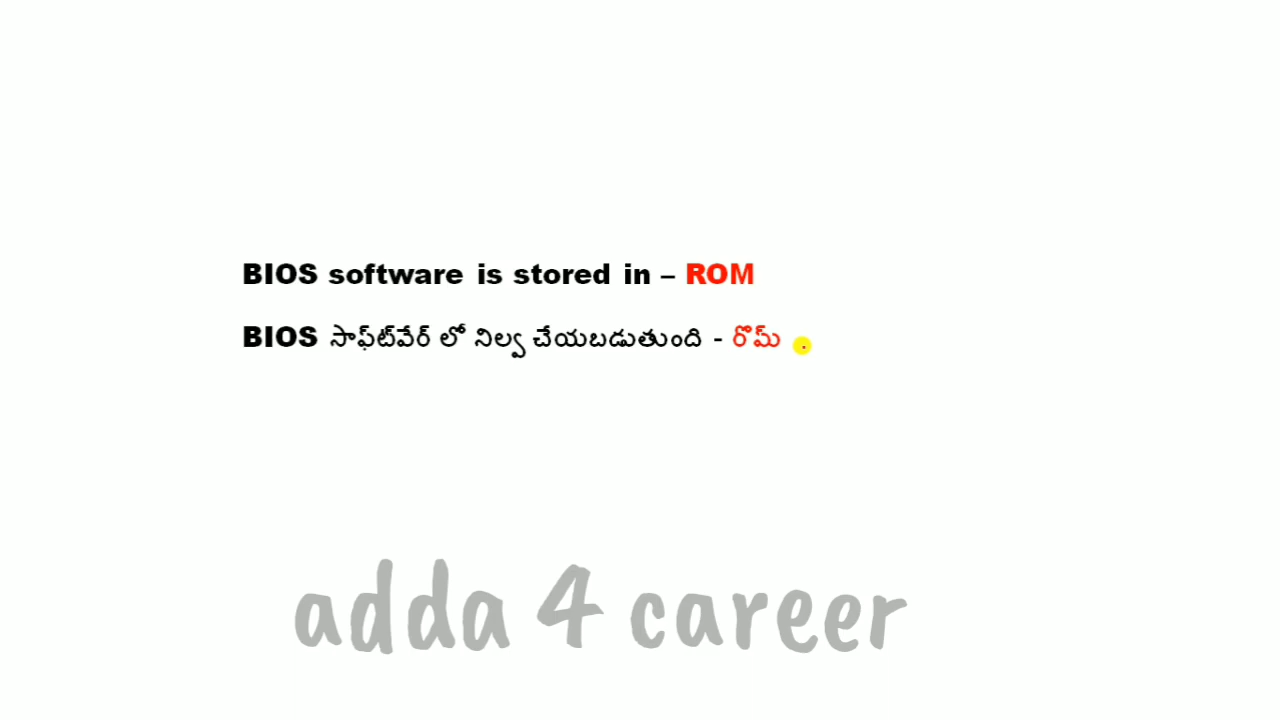 BIOS software is stored in – ROM
BIOS సాఫ్ట్‌వేర్ లో నిల్వ చేయబడుతుంది - రొమ్
adda 4 career